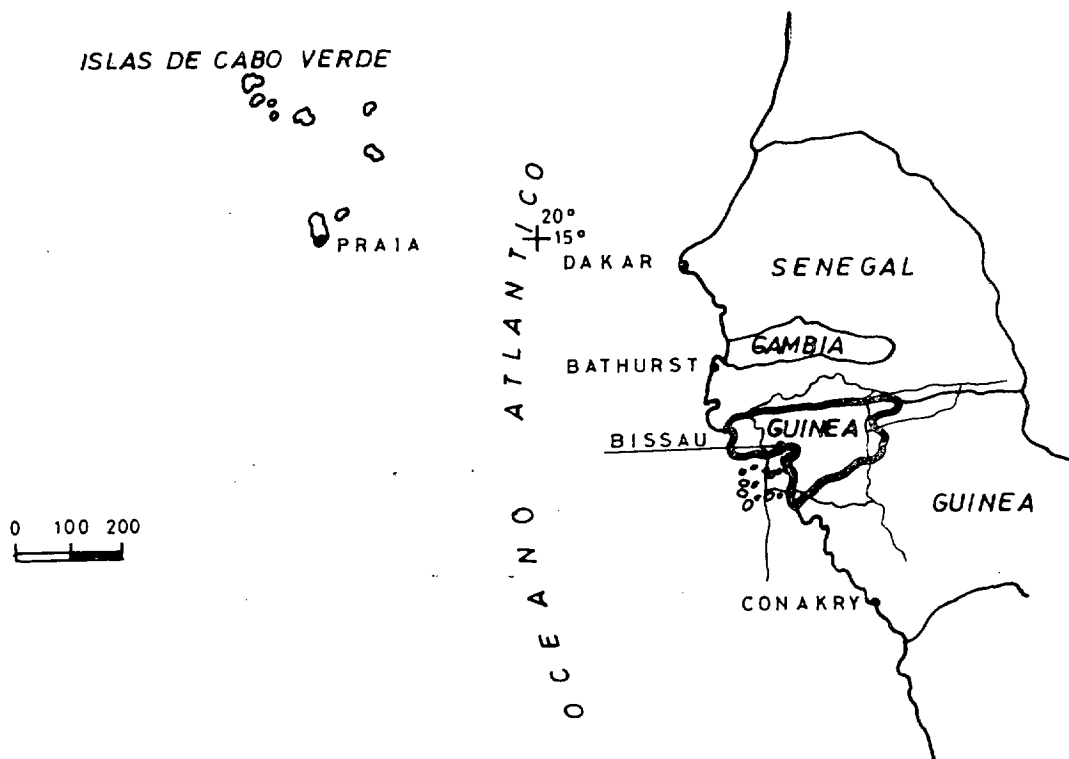 ISLAS DE CABO VERDE
PRAIA
20°
15°
DAKAR
SENEGAL
GAMBIA
BATHURST
GUINEA
BISSAU
GUINEA
CONAKRY
OCEANO ATLANTICO
0 100 200